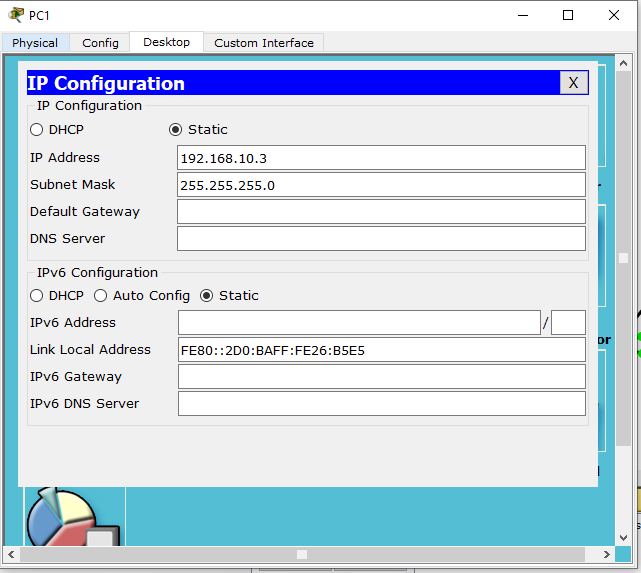 PC1
Physical Config Desktop Custom Interface
IP Configuration X
IP Configuration
DHCP Static
IP Address 192.168.10.3
Subnet Mask 255.255.255.0
Default Gateway
DNS Server
IPv6 Configuration
DHCP Auto Config Static
IPv6 Address /
Link Local Address FE80::2D0:BAFF:FE26:B5E5
IPv6 Gateway
IPv6 DNS Server
or